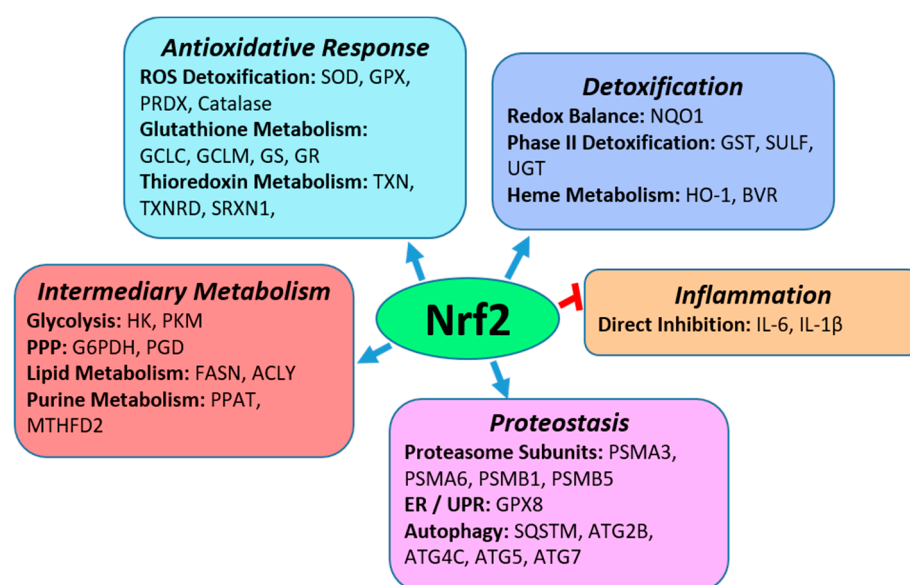 Antioxidative Response
ROS Detoxification: SOD, GPX,
PRDX, Catalase
Glutathione Metabolism:
GCLC, GCLM, GS, GR
Thioredoxin Metabolism: TXN,
TXNRD, SRXN1,
Detoxification
Redox Balance: NQO1
Phase II Detoxification: GST, SULF,
UGT
Heme Metabolism: HO-1, BVR
Intermediary Metabolism
Glycolysis: HK, PKM
PPP: G6PDH, PGD
Lipid Metabolism: FASN, ACLY
Purine Metabolism: PPAT,
MTHFD2
Nrf2
Inflammation
Direct Inhibition: IL-6, IL-1β
Proteostasis
Proteasome Subunits: PSMA3,
PSMA6, PSMB1, PSMB5
ER / UPR: GPX8
Autophagy: SQSTM, ATG2B,
ATG4C, ATG5, ATG7